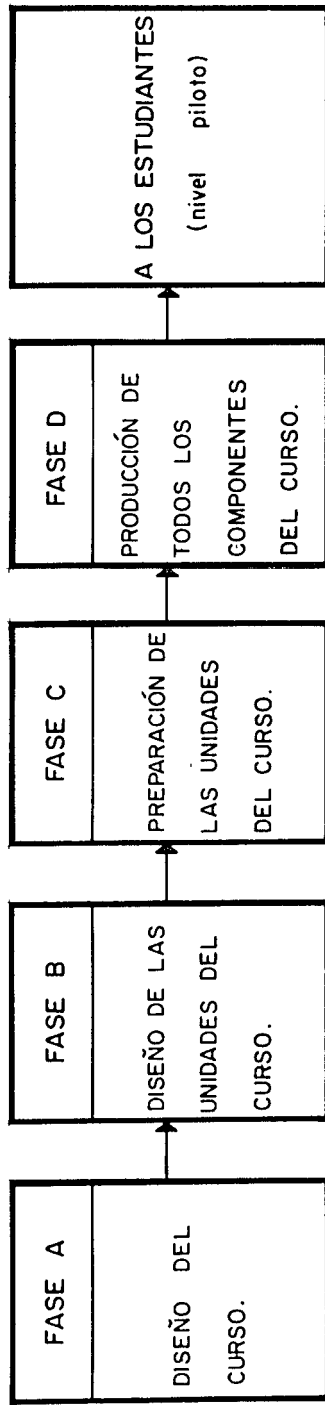 FASE A
DISEÑO DEL
CURSO.
FASE B
DISEÑO DE LAS
UNIDADES DEL
CURSO.
FASE C
PREPARACIÓN DE
LAS UNIDADES
DEL CURSO.
FASE D
PRODUCCIÓN DE
TODOS LOS
COMPONENTES
DEL CURSO.
A LOS ESTUDIANTES
(nivel piloto)